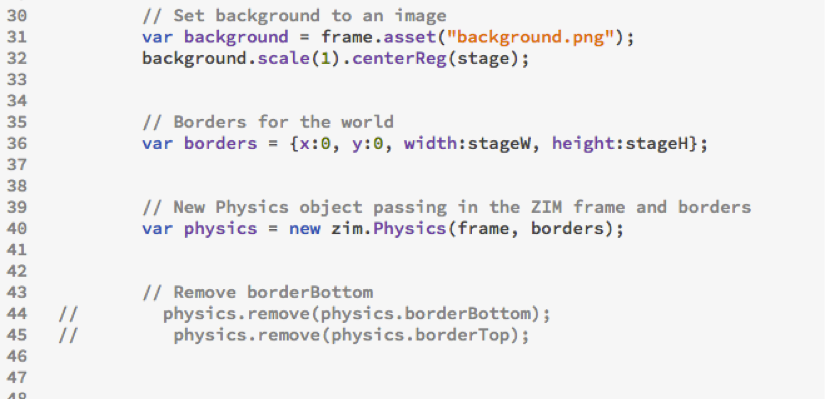 30 // Set background to an image
31 var background = frame.asset("background.png");
32 background.scale(1).centerReg(stage);
33
34
35 // Borders for the world
36 var borders = {x:0, y:0, width:stageW, height:stageH};
37
38
39 // New Physics object passing in the ZIM frame and borders
40 var physics = new zim.Physics(frame, borders);
41
42
43 // Remove borderBottom
44 // physics.remove(physics.borderBottom);
45 // physics.remove(physics.borderTop);
46
47
48